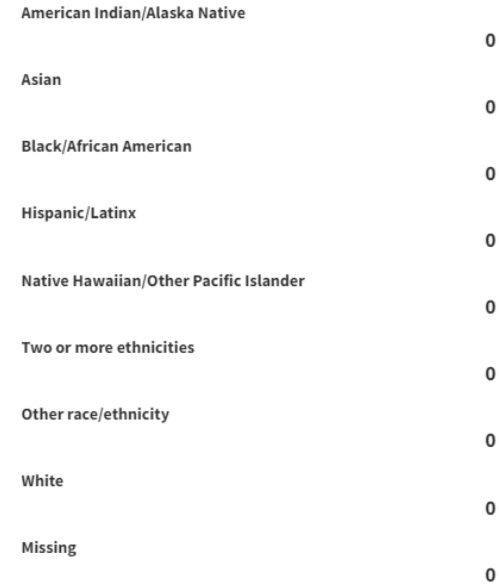 American Indian/Alaska Native
0
Asian
0
Black/African American
0
Hispanic/Latinx
0
Native Hawaiian/Other Pacific Islander
0
Two or more ethnicities
0
Other race/ethnicity
0
White
0
Missing
0